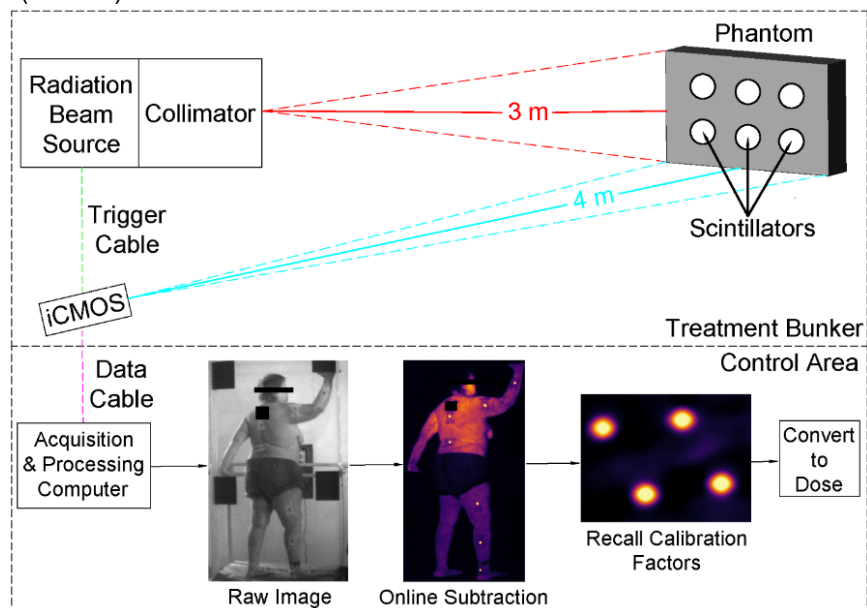 Phantom
Radiation
Beam
Source
Collimator
3 m
4 m
Trigger
Cable
Scintillators
iCMOS
Treatment Bunker
Control Area
Data
Cable
Acquisition
& Processing
Computer
Convert
to
Dose
Recall Calibration
Factors
Raw Image
Online Subtraction